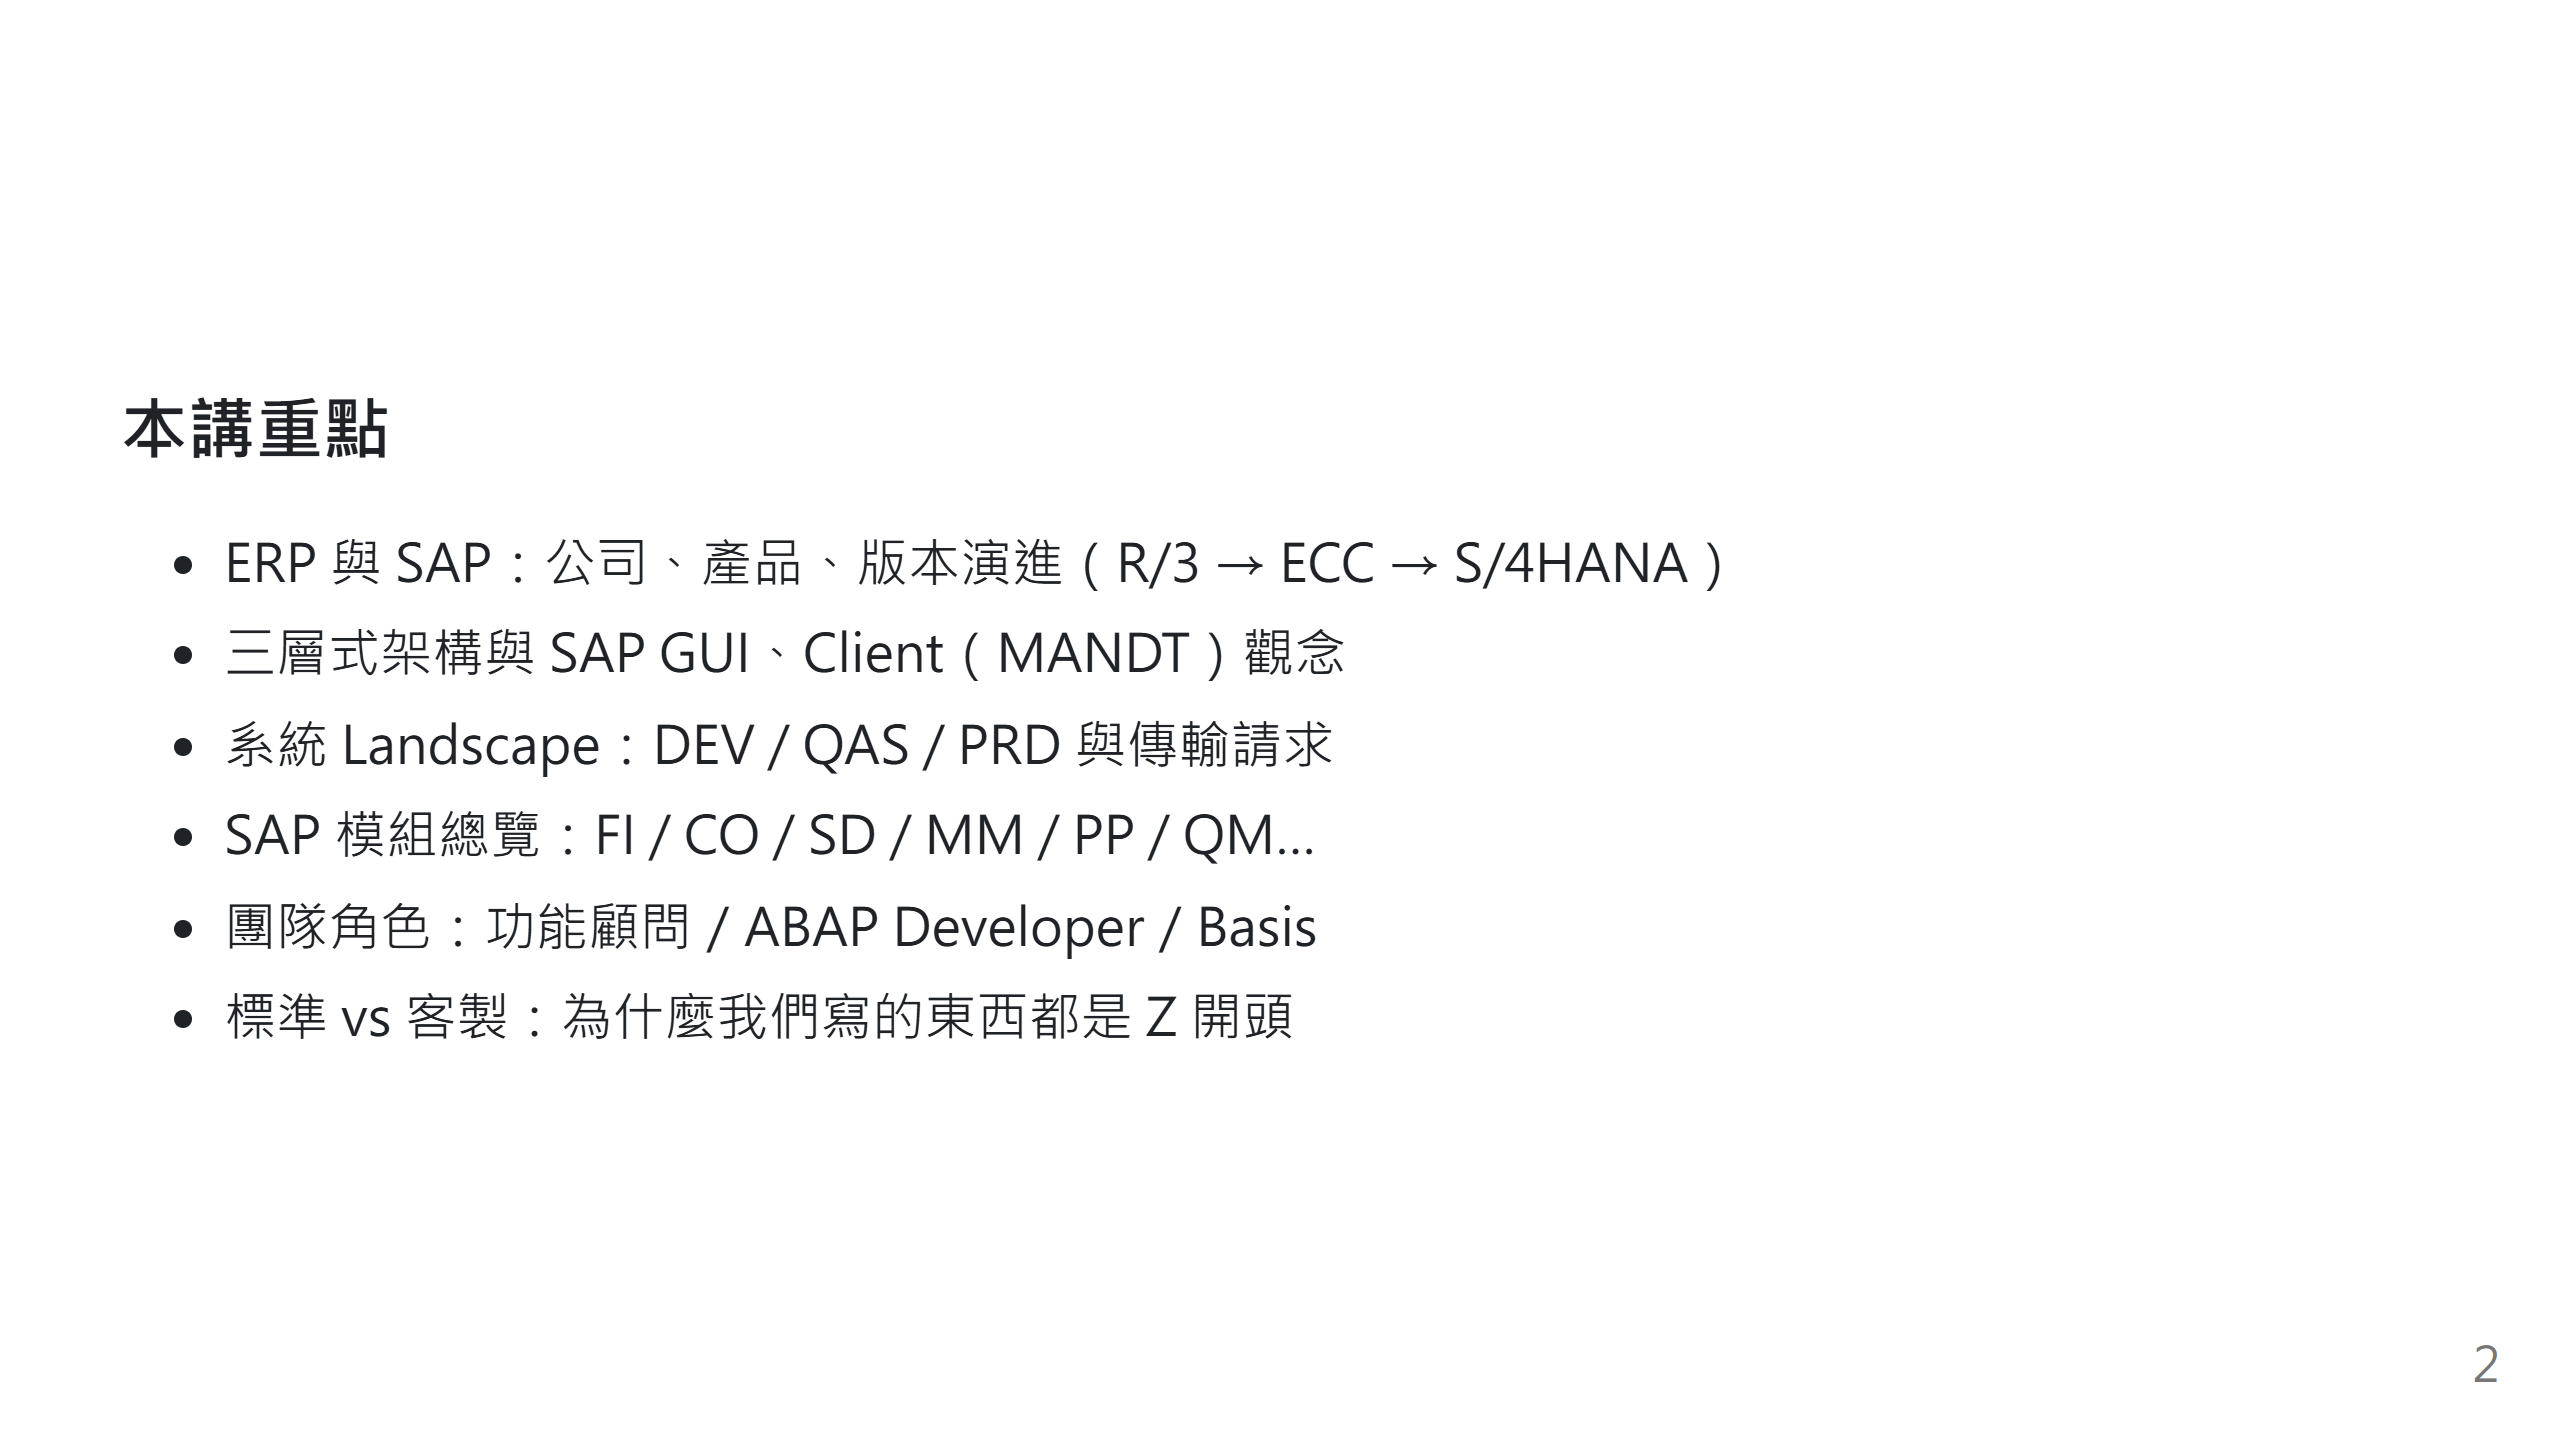 本講重點
• ERP 與 SAP：公司、產品、版本演進（R/3 → ECC → S/4HANA）
• 三層式架構與 SAP GUI、Client（MANDT）觀念
• 系統 Landscape：DEV / QAS / PRD 與傳輸請求
• SAP 模組總覽：FI / CO / SD / MM / PP / QM…
• 團隊角色：功能顧問 / ABAP Developer / Basis
• 標準 vs 客製：為什麼我們寫的東西都是 Z 開頭
2